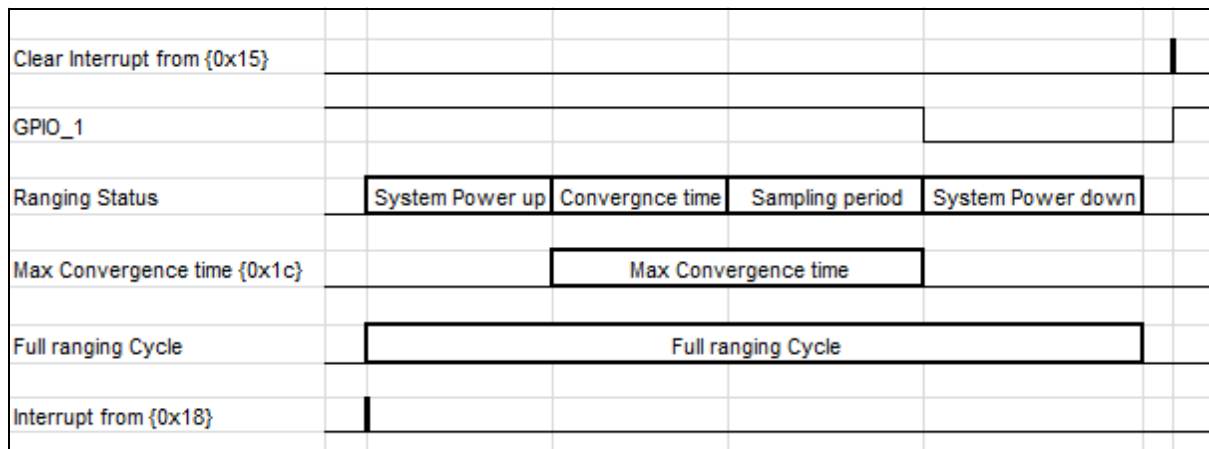 Clear Interrupt from {0x15}
GPIO_1
Ranging Status
System Power up
Convergnce time
Sampling period
System Power down
Max Convergence time {0x1c}
Max Convergence time
Full ranging Cycle
Full ranging Cycle
Interrupt from {0x18}